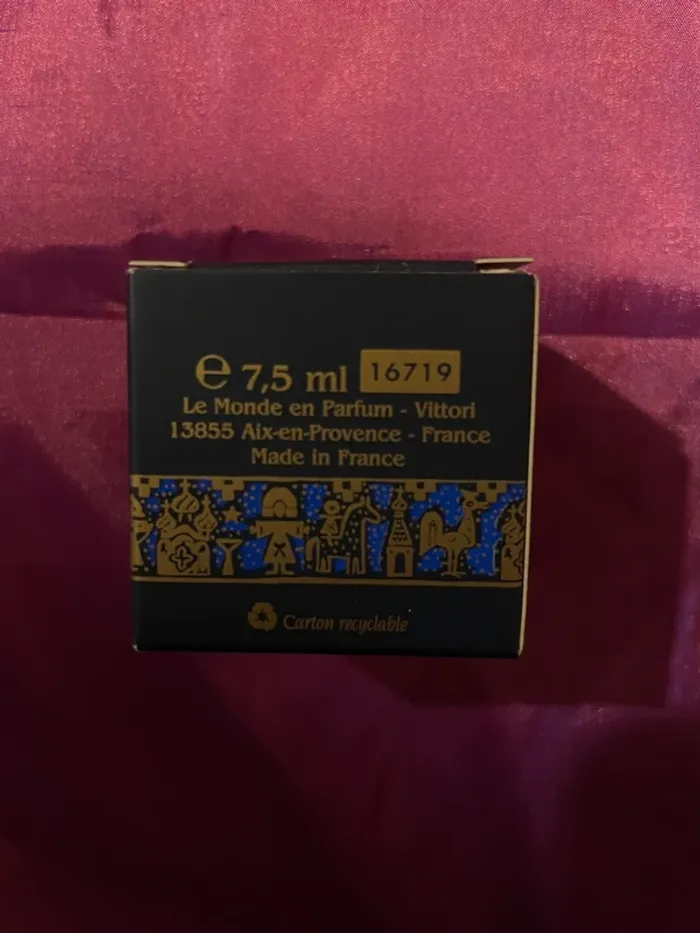 ℮ 7,5 ml 16719
Le Monde en Parfum - Vittori
13855 Aix-en-Provence - France
Made in France
Carton recyclable